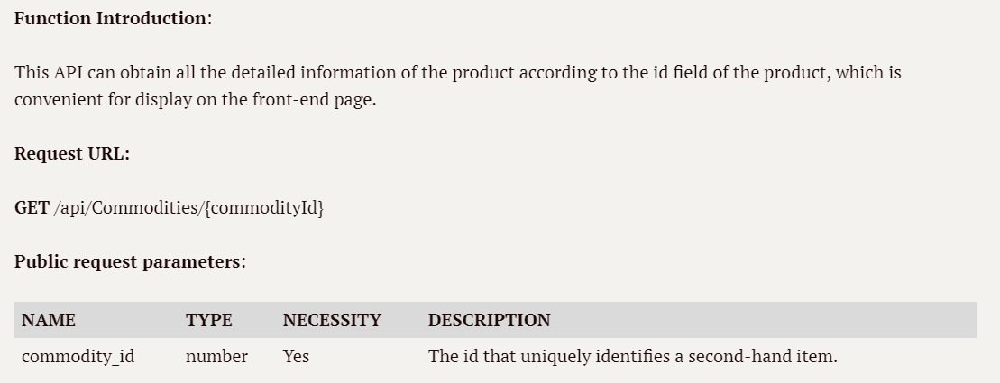 Function Introduction:
This API can obtain all the detailed information of the product according to the id field of the product, which is
convenient for display on the front-end page.
Request URL:
GET /api/Commodities/{commodityId}
Public request parameters:
NAME TYPE NECESSITY DESCRIPTION
commodity_id number Yes The id that uniquely identifies a second-hand item.